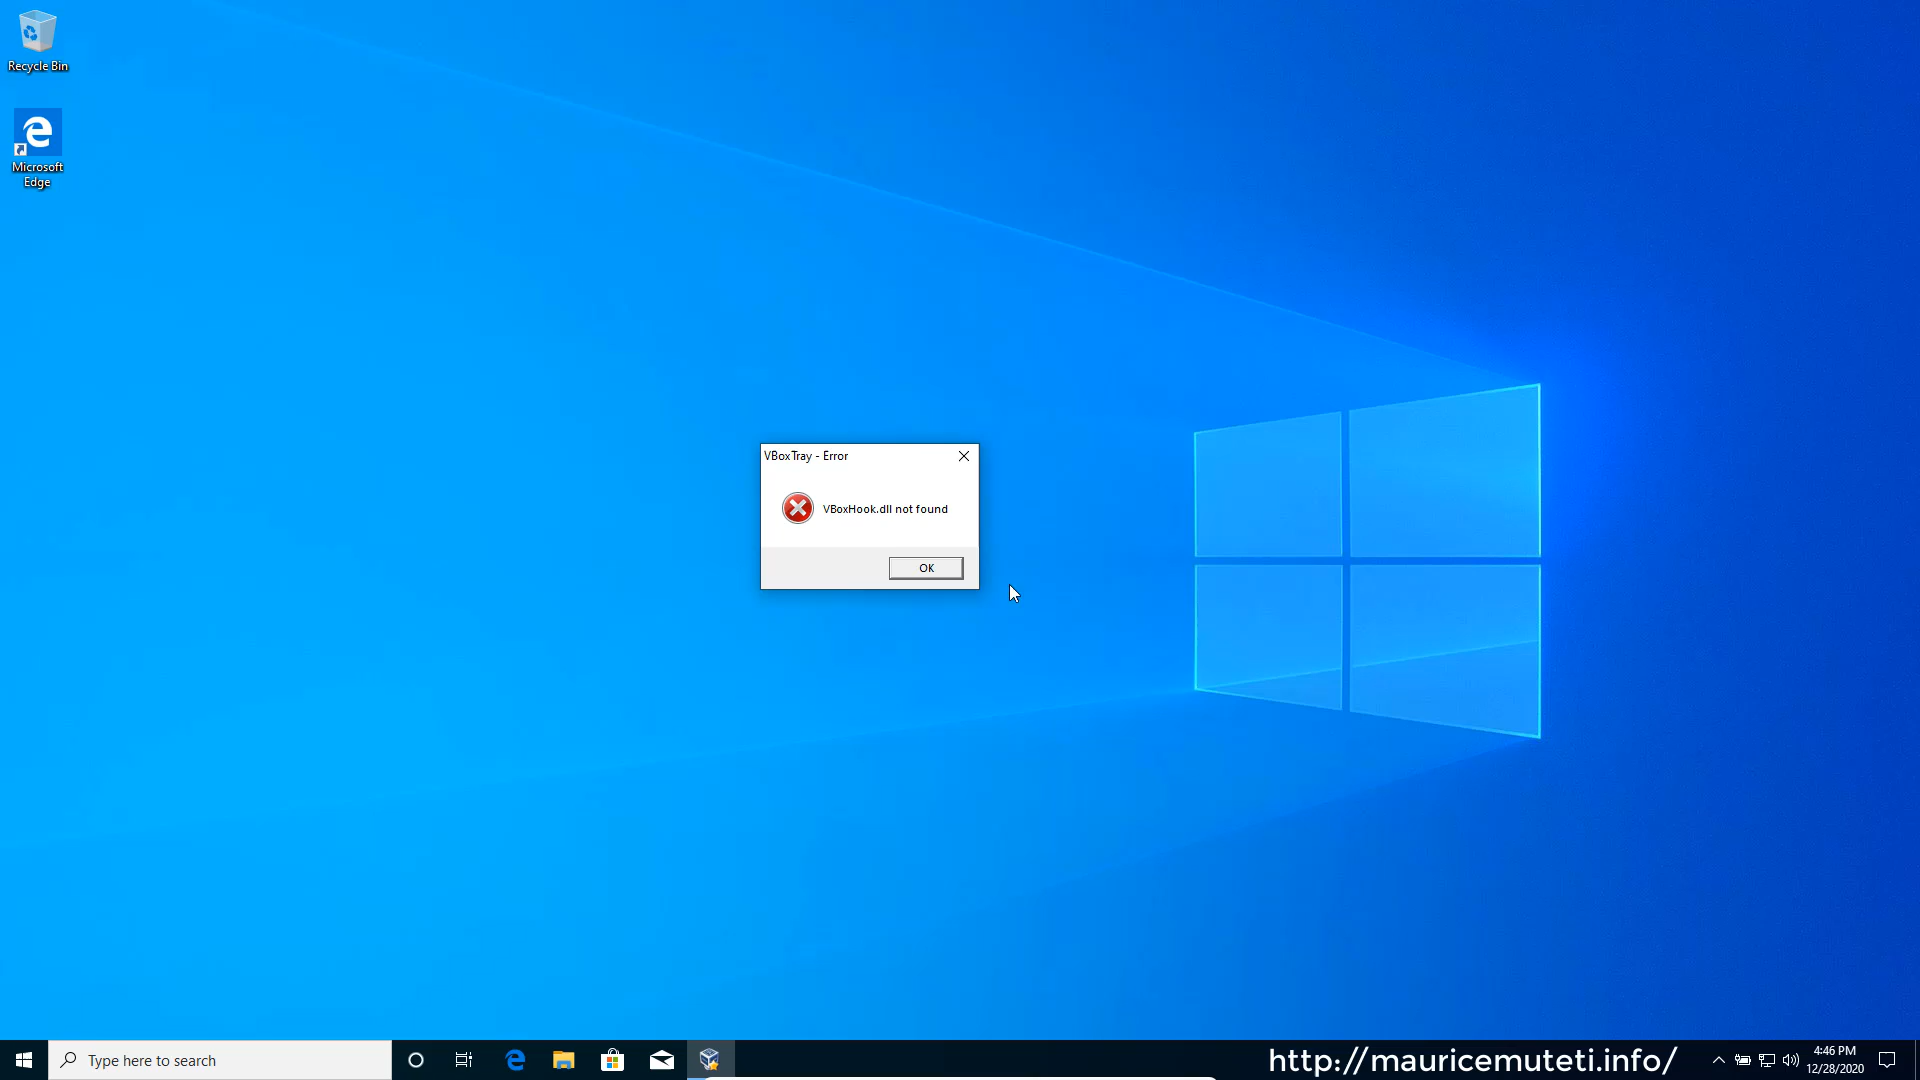 Recycle Bin
Microsoft
Edge
VBoxTray - Error
VBoxHook.dll not found
OK
Type here to search
http://mauricemuteti.info/
4:46 PM
12/28/2020